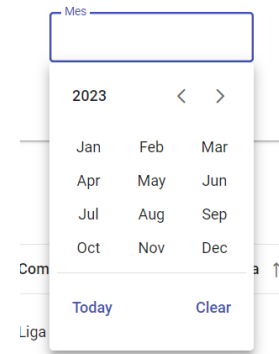 Mes
2023
Jan Feb Mar
Apr May Jun
Jul Aug Sep
Oct Nov Dec
Com a ↑
Today Clear
Liga